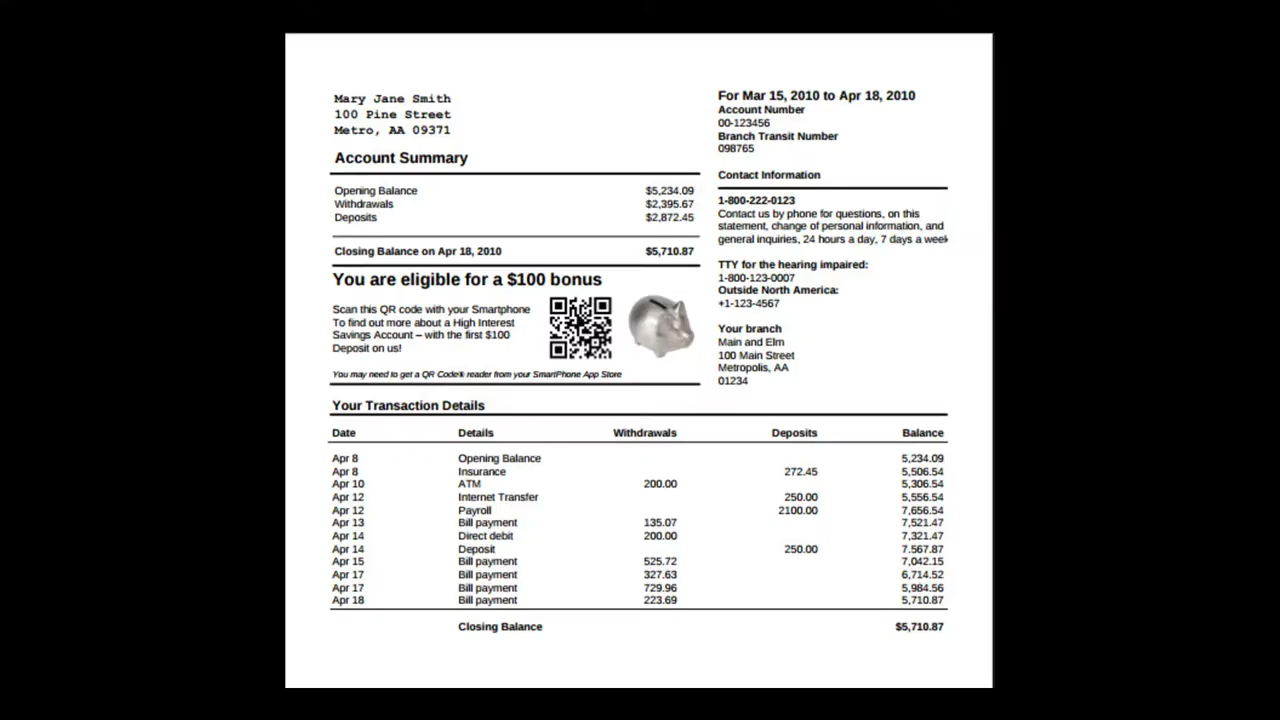 Mary Jane Smith
100 Pine Street
Metro, AA 09371
Account Summary
Opening Balance $5,234.09
Withdrawals $2,395.67
Deposits $2,872.45
Closing Balance on Apr 18, 2010 $5,710.87
You are eligible for a $100 bonus
Scan this QR code with your Smartphone
To find out more about a High Interest
Savings Account – with the first $100
Deposit on us!
You may need to get a QR Code® reader from your SmartPhone App Store
For Mar 15, 2010 to Apr 18, 2010
Account Number
00-123456
Branch Transit Number
098765
Contact Information
1-800-222-0123
Contact us by phone for questions, on this
statement, change of personal information, and
general inquiries, 24 hours a day, 7 days a week
TTY for the hearing impaired:
1-800-123-0007
Outside North America:
+1-123-4567
Your branch
Main and Elm
100 Main Street
Metropolis, AA
01234
Your Transaction Details
Date Details Withdrawals Deposits Balance
Apr 8 Opening Balance 5,234.09
Apr 8 Insurance 272.45 5,506.54
Apr 10 ATM 200.00 5,306.54
Apr 12 Internet Transfer 250.00 5,556.54
Apr 12 Payroll 2100.00 7,656.54
Apr 13 Bill payment 135.07 7,521.47
Apr 14 Direct debit 200.00 7,321.47
Apr 14 Deposit 250.00 7.567.87
Apr 15 Bill payment 525.72 7,042.15
Apr 17 Bill payment 327.63 6,714.52
Apr 17 Bill payment 729.96 5,984.56
Apr 18 Bill payment 223.69 5,710.87
Closing Balance $5,710.87